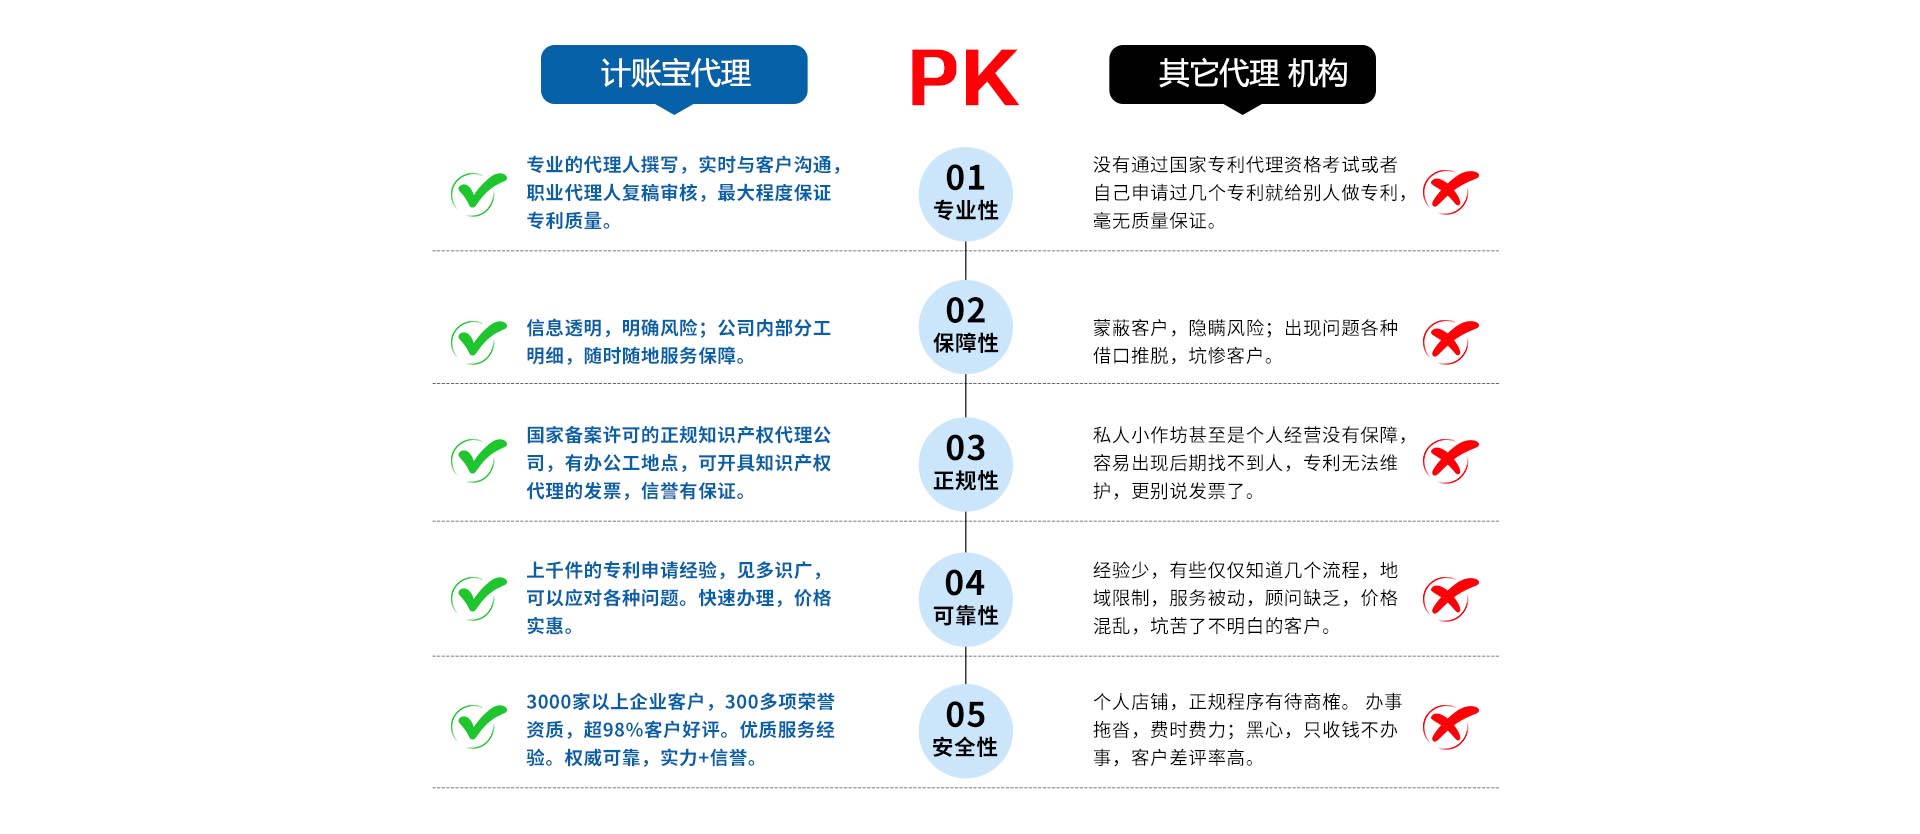 计账宝代理
PK
其它代理 机构
专业的代理人撰写，实时与客户沟通，
职业代理人复稿审核，最大程度保证
专利质量。
01
专业性
没有通过国家专利代理资格考试或者
自己申请过几个专利就给别人做专利，
毫无质量保证。
信息透明，明确风险；公司内部分工
明细，随时随地服务保障。
02
保障性
蒙蔽客户，隐瞒风险；出现问题各种
借口推脱，坑惨客户。
国家备案许可的正规知识产权代理公
司，有办公工地点，可开具知识产权
代理的发票，信誉有保证。
03
正规性
私人小作坊甚至是个人经营没有保障，
容易出现后期找不到人，专利无法维
护，更别说发票了。
上千件的专利申请经验，见多识广，
可以应对各种问题。快速办理，价格
实惠。
04
可靠性
经验少，有些仅仅知道几个流程，地
域限制，服务被动，顾问缺乏，价格
混乱，坑苦了不明白的客户。
3000家以上企业客户，300多项荣誉
资质，超98%客户好评。优质服务经
验。权威可靠，实力+信誉。
05
安全性
个人店铺，正规程序有待商榷。 办事
拖沓，费时费力；黑心，只收钱不办
事，客户差评率高。